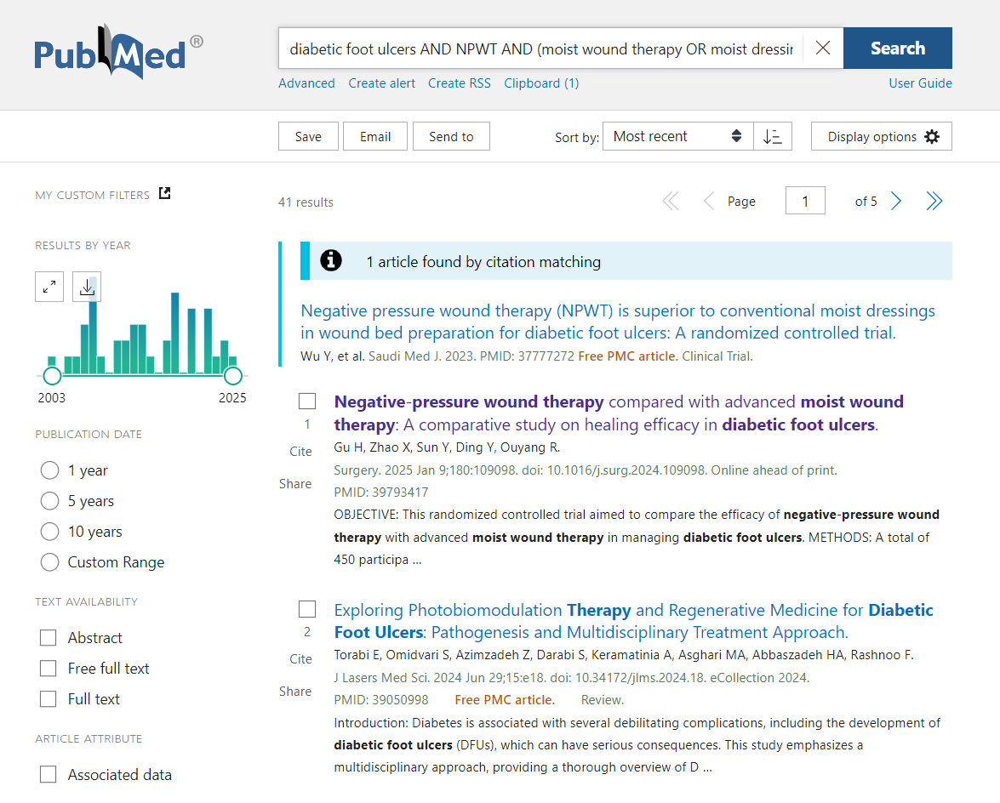 PubMed®
diabetic foot ulcers AND NPWT AND (moist wound therapy OR moist dressin
Search
Advanced Create alert Create RSS Clipboard (1)
User Guide
Save Email Send to
Sort by: Most recent
Display options
MY CUSTOM FILTERS
RESULTS BY YEAR
2003 2025
PUBLICATION DATE
1 year
5 years
10 years
Custom Range
TEXT AVAILABILITY
Abstract
Free full text
Full text
ARTICLE ATTRIBUTE
Associated data
41 results
Page 1 of 5
1 article found by citation matching
Negative pressure wound therapy (NPWT) is superior to conventional moist dressings
in wound bed preparation for diabetic foot ulcers: A randomized controlled trial.
Wu Y, et al. Saudi Med J. 2023. PMID: 37777272 Free PMC article. Clinical Trial.
1
Cite
Share
Negative-pressure wound therapy compared with advanced moist wound
therapy: A comparative study on healing efficacy in diabetic foot ulcers.
Gu H, Zhao X, Sun Y, Ding Y, Ouyang R.
Surgery. 2025 Jan 9;180:109098. doi: 10.1016/j.surg.2024.109098. Online ahead of print.
PMID: 39793417
OBJECTIVE: This randomized controlled trial aimed to compare the efficacy of negative-pressure wound
therapy with advanced moist wound therapy in managing diabetic foot ulcers. METHODS: A total of
450 participa ...
2
Cite
Share
Exploring Photobiomodulation Therapy and Regenerative Medicine for Diabetic
Foot Ulcers: Pathogenesis and Multidisciplinary Treatment Approach.
Torabi E, Omidvari S, Azimzadeh Z, Darabi S, Keramatinia A, Asghari MA, Abbaszadeh HA, Rashnoo F.
J Lasers Med Sci. 2024 Jun 29;15:e18. doi: 10.34172/jlms.2024.18. eCollection 2024.
PMID: 39050998 Free PMC article. Review.
Introduction: Diabetes is associated with several debilitating complications, including the development of
diabetic foot ulcers (DFUs), which can have serious consequences. This study emphasizes a
multidisciplinary approach, providing a thorough overview of D ...